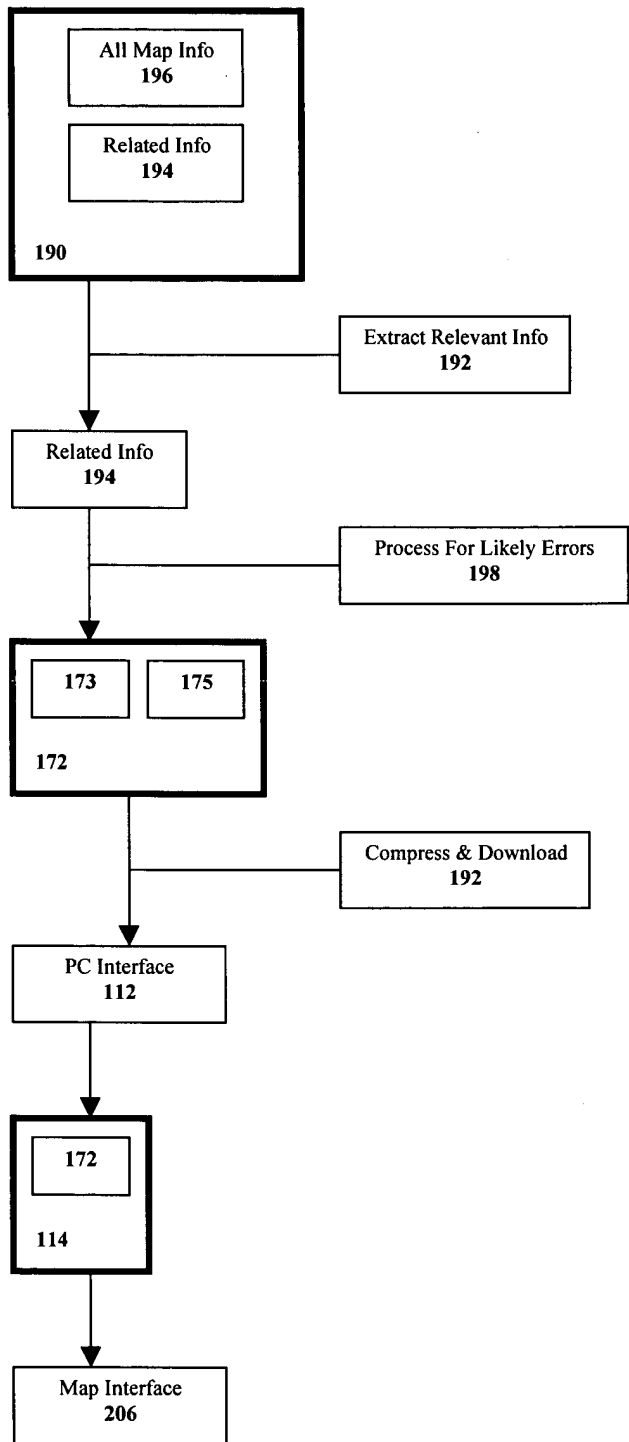 All Map Info
196
Related Info
194
190
Extract Relevant Info
192
Related Info
194
Process For Likely Errors
198
173
175
172
Compress & Download
192
PC Interface
112
172
114
Map Interface
206